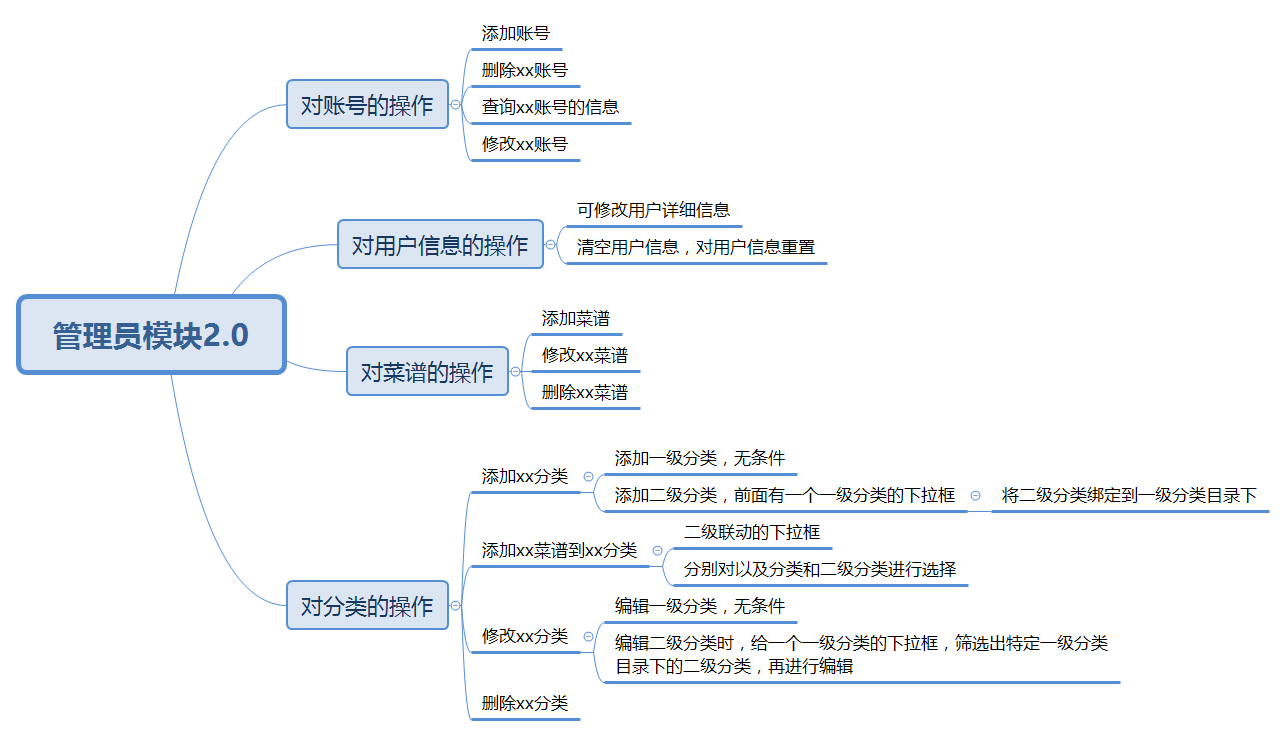 管理员模块2.0
对账号的操作
添加账号
删除xx账号
查询xx账号的信息
修改xx账号
对用户信息的操作
可修改用户详细信息
清空用户信息，对用户信息重置
对菜谱的操作
添加菜谱
修改xx菜谱
删除xx菜谱
对分类的操作
添加xx分类
添加一级分类，无条件
添加二级分类，前面有一个一级分类的下拉框
将二级分类绑定到一级分类目录下
添加xx菜谱到xx分类
二级联动的下拉框
分别对以及分类和二级分类进行选择
修改xx分类
编辑一级分类，无条件
编辑二级分类时，给一个一级分类的下拉框，筛选出特定一级分类
目录下的二级分类，再进行编辑
删除xx分类